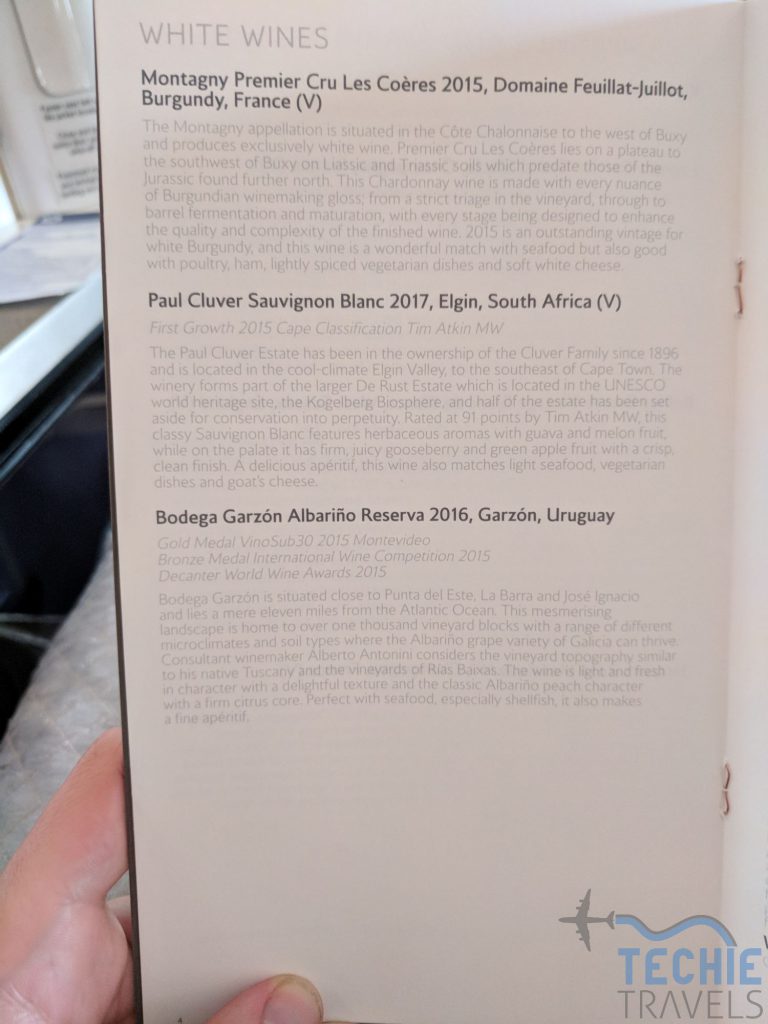 WHITE WINES
Montagny Premier Cru Les Coères 2015, Domaine Feuillat-Juillot,
Burgundy, France (V)
The Montagny appellation is situated in the Côte Chalonnaise to the west of Buxy
and produces exclusively white wine. Premier Cru Les Coères lies on a plateau to
the southwest of Buxy on Liassic and Triassic soils which predate those of the
Jurassic found further north. This Chardonnay wine is made with every nuance
of Burgundian winemaking gloss; from a strict triage in the vineyard, through to
barrel fermentation and maturation, with every stage being designed to enhance
the quality and complexity of the finished wine. 2015 is an outstanding vintage for
white Burgundy, and this wine is a wonderful match with seafood but also good
with poultry, ham, lightly spiced vegetarian dishes and soft white cheese.
Paul Cluver Sauvignon Blanc 2017, Elgin, South Africa (V)
First Growth 2015 Cape Classification Tim Atkin MW
The Paul Cluver Estate has been in the ownership of the Cluver Family since 1896
and is located in the cool-climate Elgin Valley, to the southeast of Cape Town. The
winery forms part of the larger De Rust Estate which is located in the UNESCO
world heritage site, the Kogelberg Biosphere, and half of the estate has been set
aside for conservation into perpetuity. Rated at 91 points by Tim Atkin MW, this
classy Sauvignon Blanc features herbaceous aromas with guava and melon fruit,
while on the palate it has firm, juicy gooseberry and green apple fruit with a crisp,
clean finish. A delicious apéritif, this wine also matches light seafood, vegetarian
dishes and goat's cheese.
Bodega Garzón Albariño Reserva 2016, Garzón, Uruguay
Gold Medal VinoSub30 2015 Montevideo
Bronze Medal International Wine Competition 2015
Decanter World Wine Awards 2015
Bodega Garzón is situated close to Punta del Este, La Barra and José Ignacio
and lies a mere eleven miles from the Atlantic Ocean. This mesmerising
landscape is home to over one thousand vineyard blocks with a range of different
microclimates and soil types where the Albariño grape variety of Galicia can thrive.
Consultant winemaker Alberto Antonini considers the vineyard topography similar
to his native Tuscany and the vineyards of Rías Baixas. The wine is light and fresh
in character with a delightful texture and the classic Albariño peach character
with a firm citrus core. Perfect with seafood, especially shellfish, it also makes
a fine apéritif.
4
TECHIE
TRAVELS